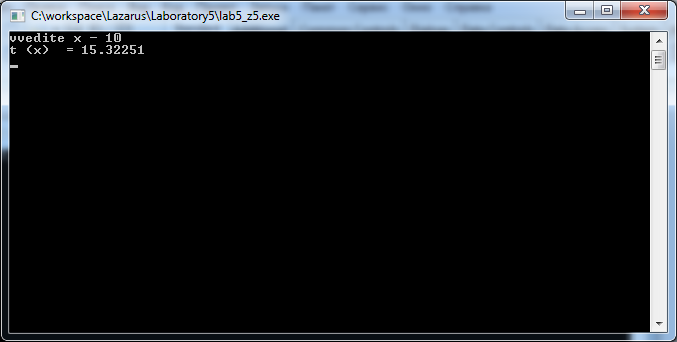 C:\workspace\Lazarus\Laboratory5\lab5_z5.exe
vvedite x - 10
t (x)  = 15.32251